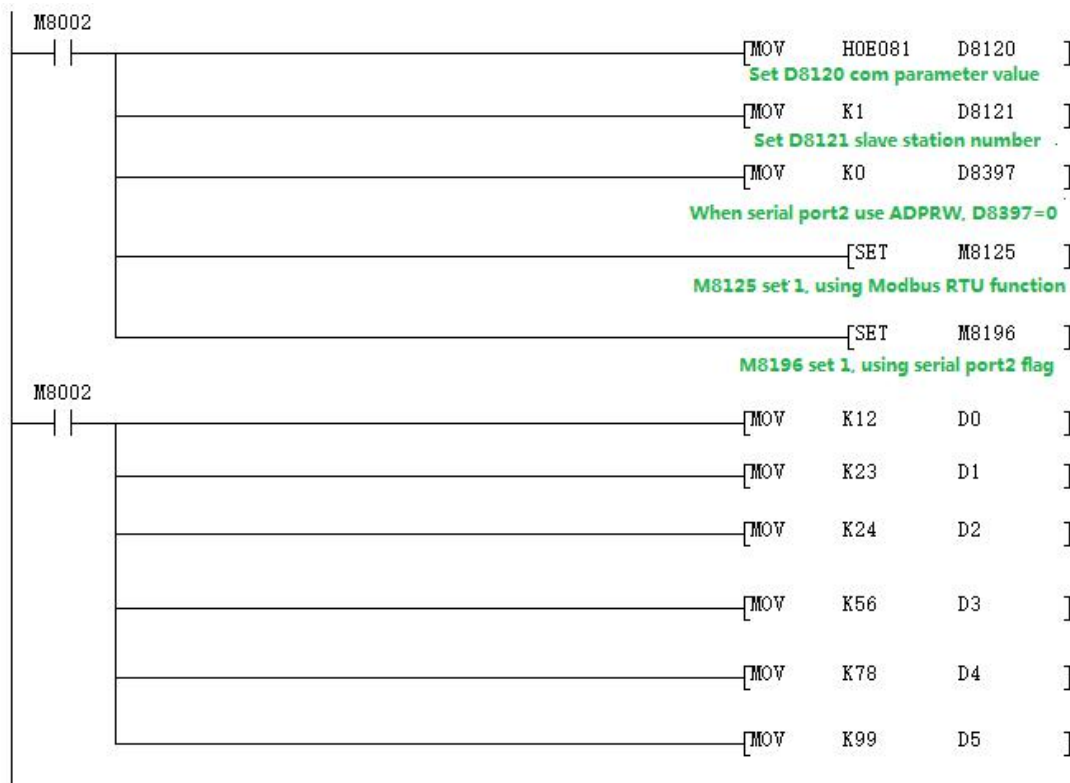 M8002
[MOV H0E081 D8120 ]
Set D8120 com parameter value
[MOV K1 D8121 ]
Set D8121 slave station number
[MOV K0 D8397 ]
When serial port2 use ADPRW, D8397=0
[SET M8125 ]
M8125 set 1, using Modbus RTU function
[SET M8196 ]
M8196 set 1, using serial port2 flag
M8002
[MOV K12 D0 ]
[MOV K23 D1 ]
[MOV K24 D2 ]
[MOV K56 D3 ]
[MOV K78 D4 ]
[MOV K99 D5 ]